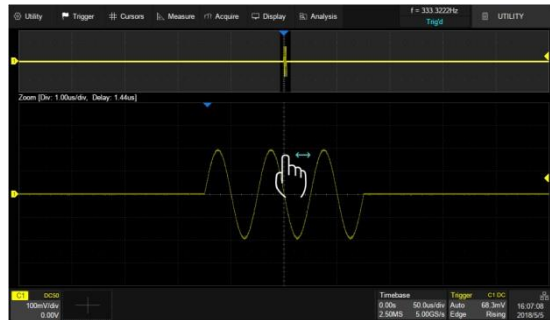 Utility Trigger Cursors Measure Acquire Display Analysis f = 333.3222Hz Trig'd UTILITY
D
Zoom [Div: 1.00us/div, Delay: 1.44us]
D
C1 DC50
100mV/div
0.00V
Timebase
0.00s 50.0us/div
2.50MS 5.00GS/s
Trigger C1 DC
Auto 68.3mV
Edge Rising
16:07:08
2018/5/5